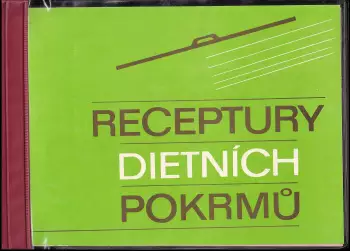 RECEPTURY
DIETNÍCH
POKRMŮ